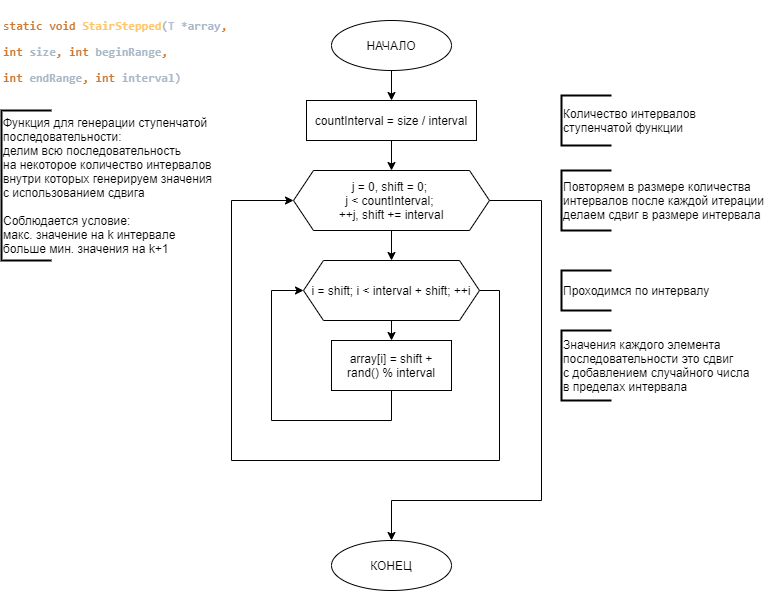 static void StairStepped(T *array,
int size, int beginRange,
int endRange, int interval)
Функция для генерации ступенчатой
последовательности:
делим всю последовательность
на некоторое количество интервалов
внутри которых генерируем значения
с использованием сдвига
Соблюдается условие:
макс. значение на k интервале
больше мин. значения на k+1
НАЧАЛО
countInterval = size / interval
Количество интервалов
ступенчатой функции
j = 0, shift = 0;
j < countInterval;
++j, shift += interval
Повторяем в размере количества
интервалов после каждой итерации
делаем сдвиг в размере интервала
i = shift; i < interval + shift; ++i
Проходимся по интервалу
array[i] = shift +
rand() % interval
Значения каждого элемента
последовательности это сдвиг
с добавлением случайного числа
в пределах интервала
КОНЕЦ